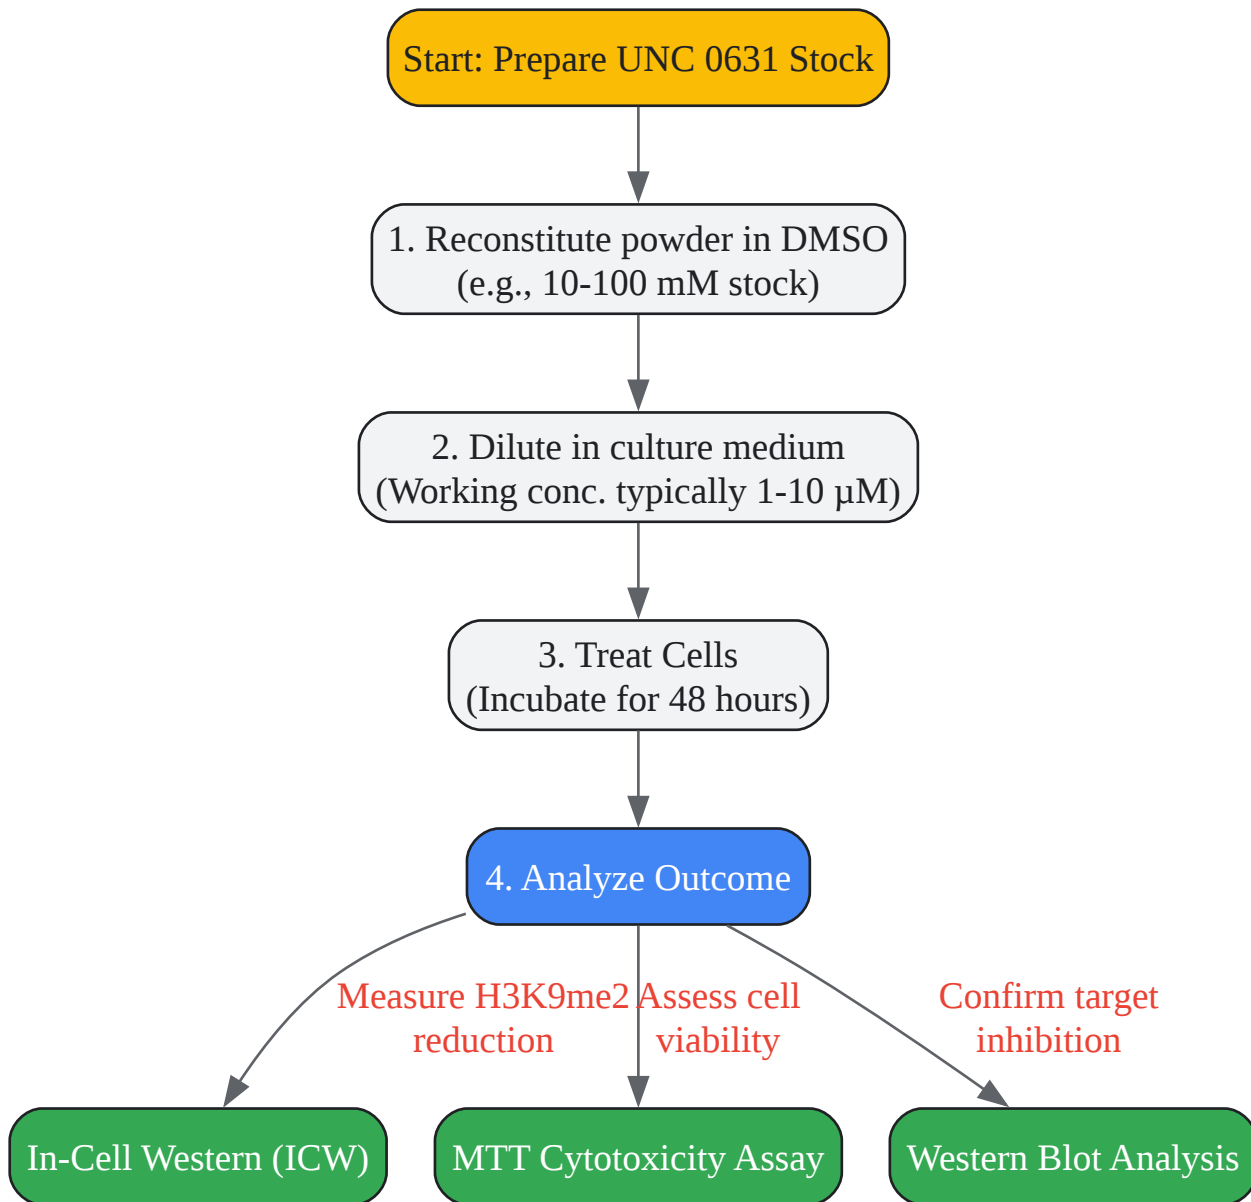 Start: Prepare UNC 0631 Stock
1. Reconstitute powder in DMSO
(e.g., 10-100 mM stock)
2. Dilute in culture medium
(Working conc. typically 1-10 µM)
3. Treat Cells
(Incubate for 48 hours)
4. Analyze Outcome
Measure H3K9me2
reduction
Assess cell
viability
Confirm target
inhibition
In-Cell Western (ICW)
MTT Cytotoxicity Assay
Western Blot Analysis